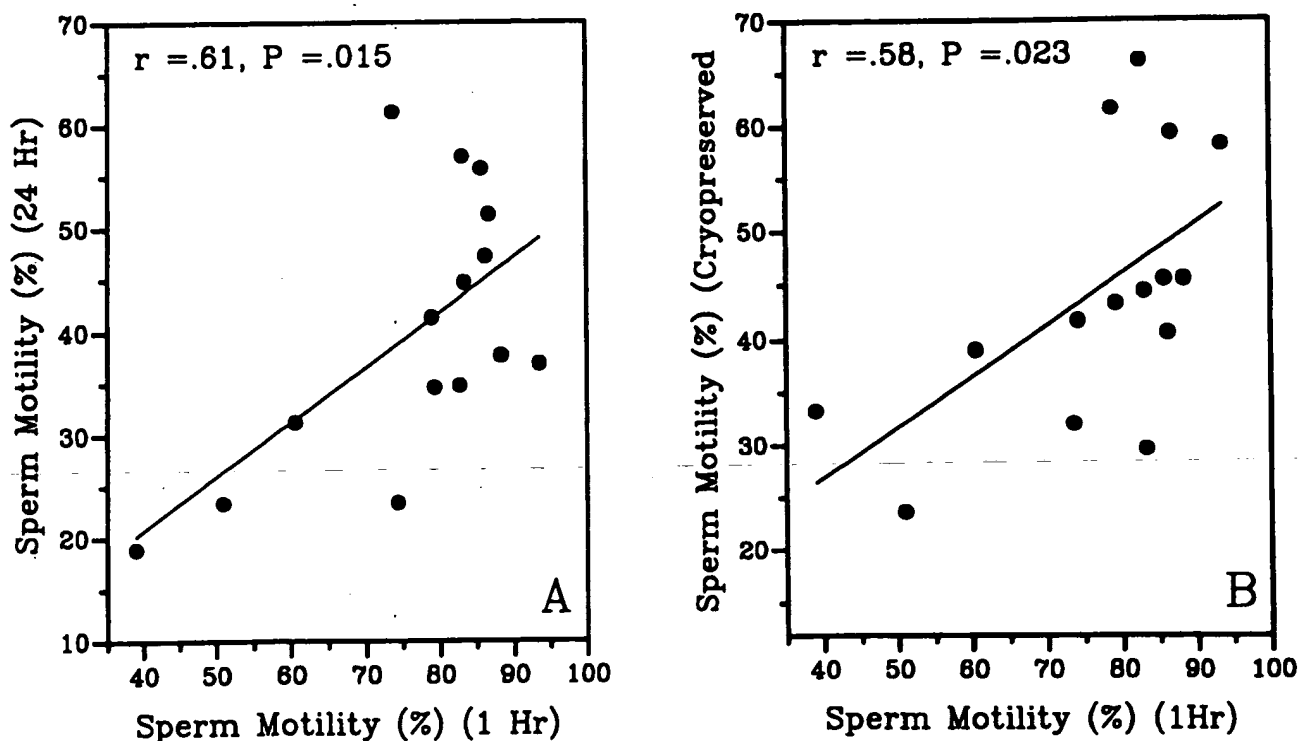 r =.61, P =.015
Sperm Motility (%) (24 Hr)
70
60
50
40
30
20
10
A
40 50 60 70 80 90 100
Sperm Motility (%) (1 Hr)
r =.58, P =.023
Sperm Motility (%) (Cryopreserved
70
60
50
40
30
20
B
40 50 60 70 80 90 100
Sperm Motility (%) (1Hr)